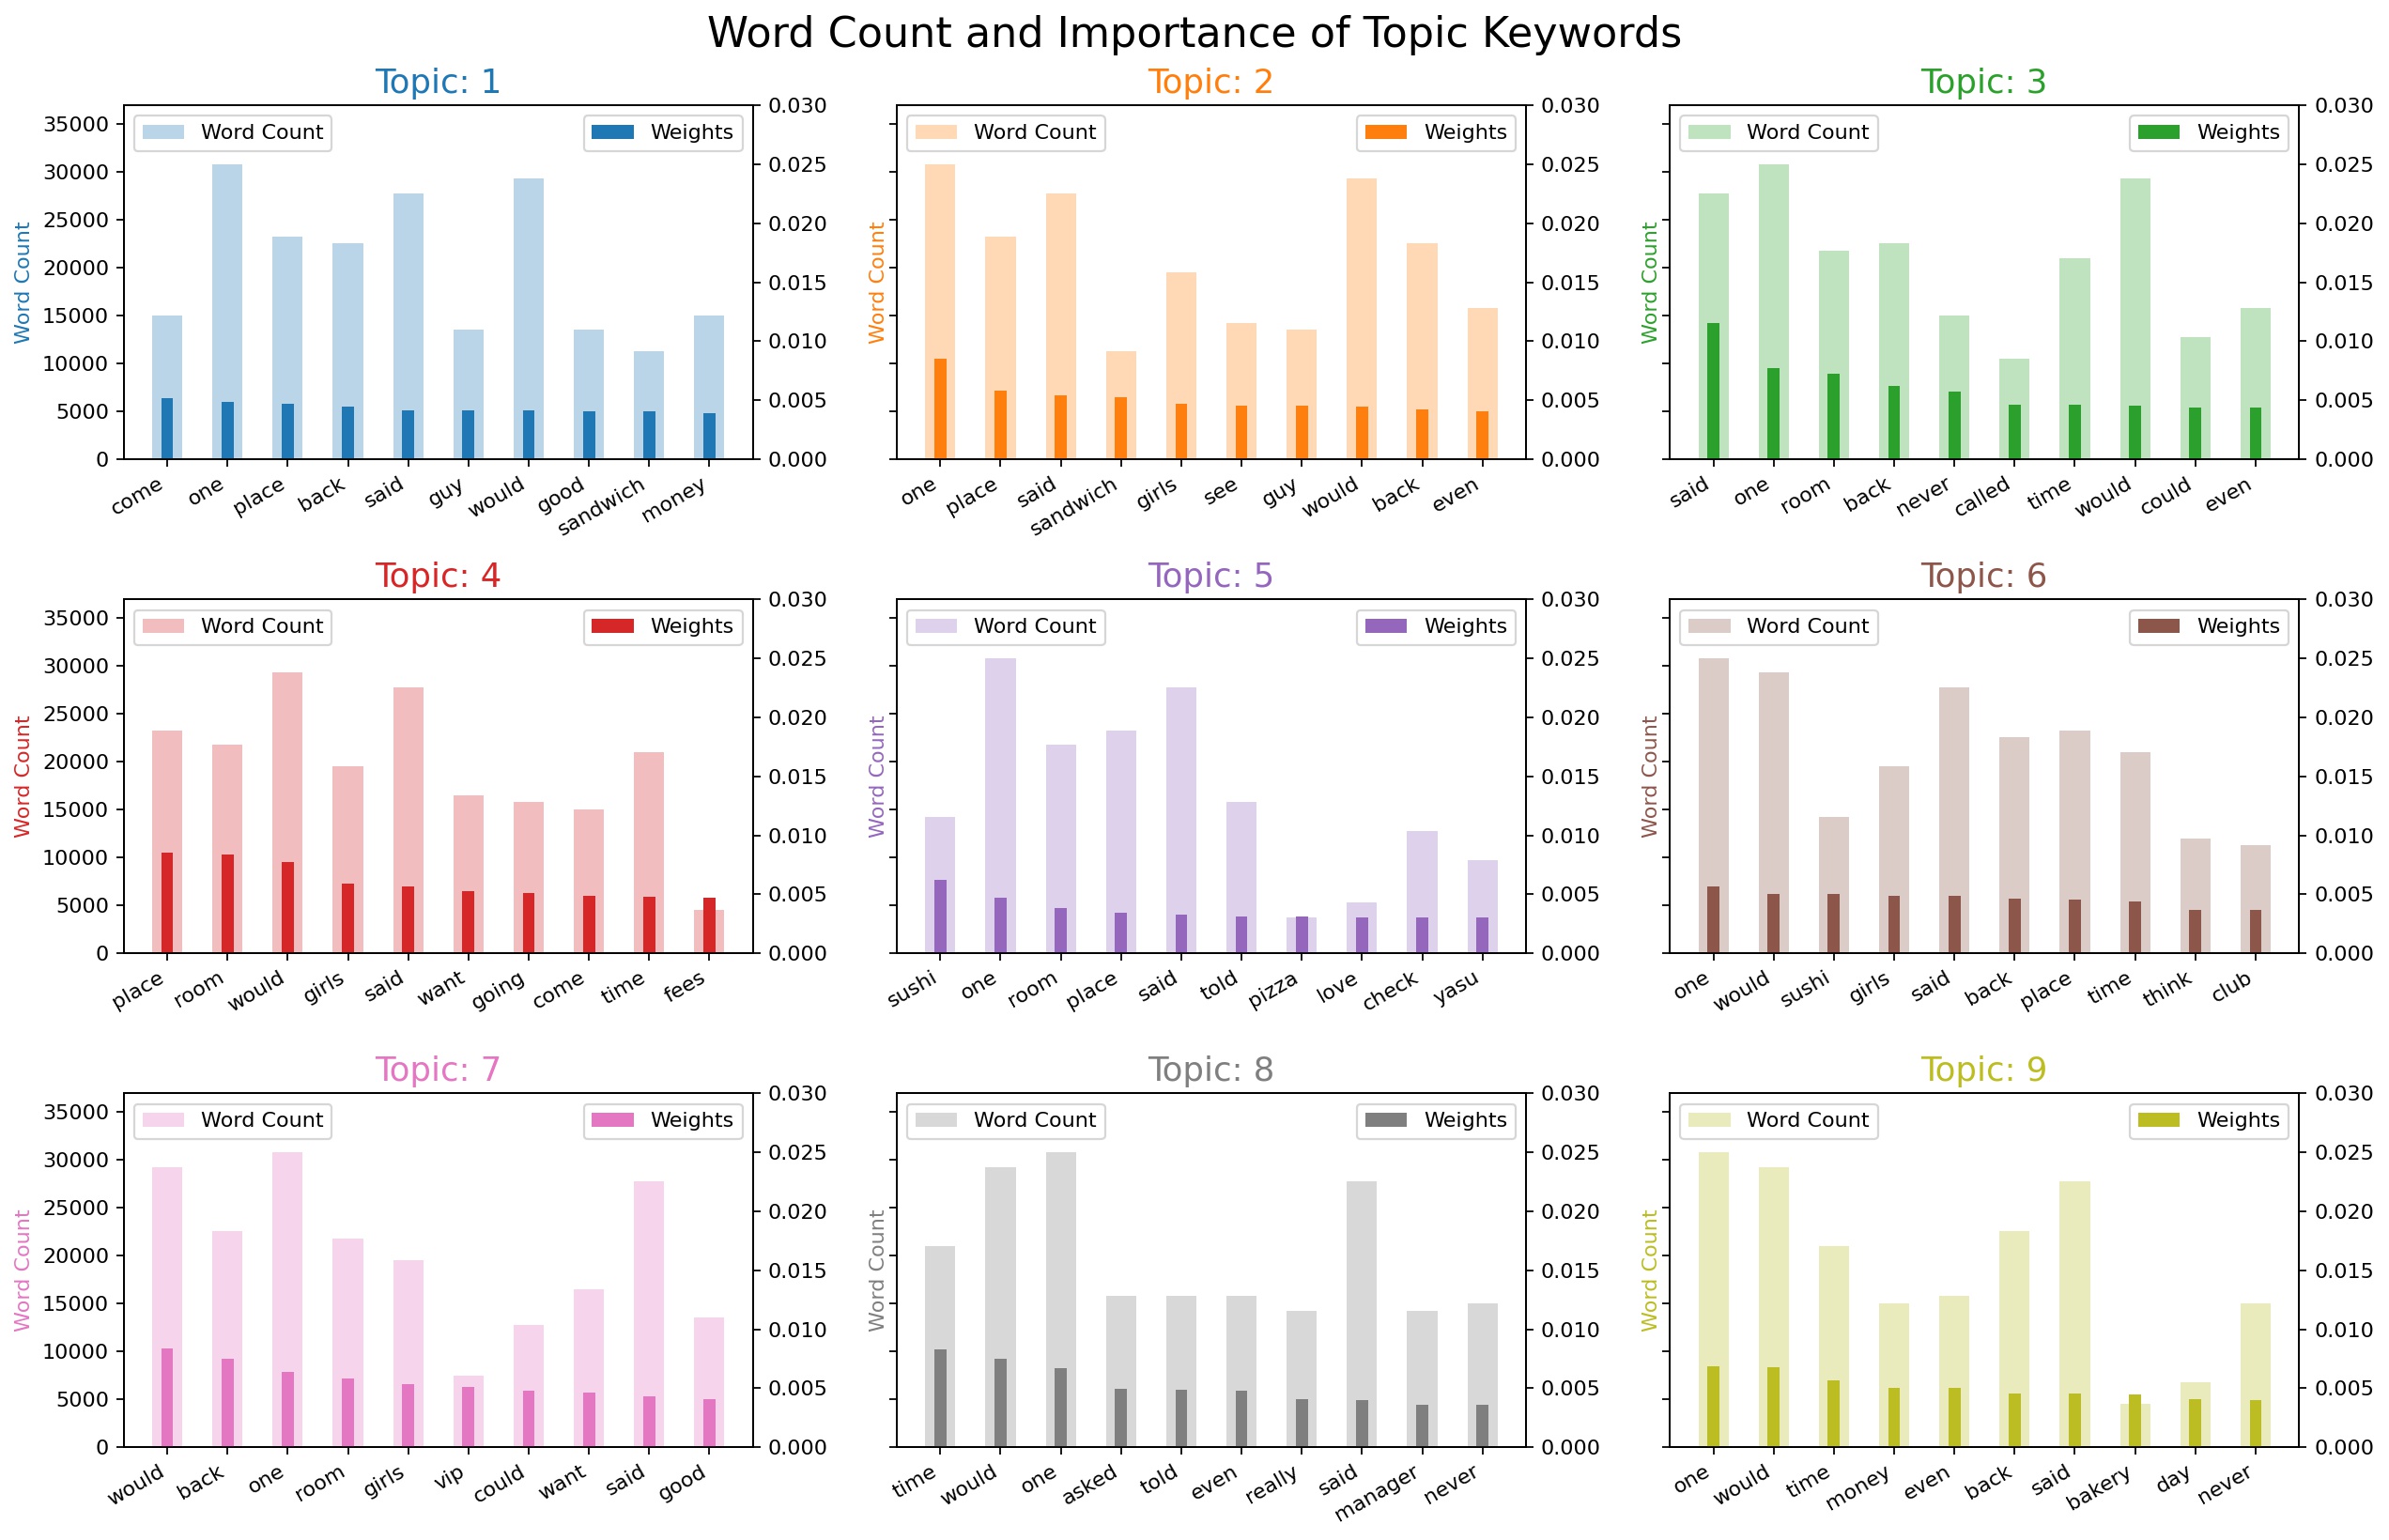 Word Count and Importance of Topic Keywords
Topic: 1
Word Count
Weights
35000
30000
25000
20000
15000
10000
5000
0
0.030
0.025
0.020
0.015
0.010
0.005
0.000
Word Count
come one place back said guy would good sandwich money
Topic: 2
Word Count
Weights
0.030
0.025
0.020
0.015
0.010
0.005
0.000
Word Count
one place said sandwich girls see guy would back even
Topic: 3
Word Count
Weights
0.030
0.025
0.020
0.015
0.010
0.005
0.000
Word Count
said one room back never called time would could even
Topic: 4
Word Count
Weights
35000
30000
25000
20000
15000
10000
5000
0
0.030
0.025
0.020
0.015
0.010
0.005
0.000
Word Count
place room would girls said want going come time fees
Topic: 5
Word Count
Weights
0.030
0.025
0.020
0.015
0.010
0.005
0.000
Word Count
sushi one room place said told pizza love check yasu
Topic: 6
Word Count
Weights
0.030
0.025
0.020
0.015
0.010
0.005
0.000
Word Count
one would sushi girls said back place time think club
Topic: 7
Word Count
Weights
35000
30000
25000
20000
15000
10000
5000
0
0.030
0.025
0.020
0.015
0.010
0.005
0.000
Word Count
would back one room girls vip could want said good
Topic: 8
Word Count
Weights
0.030
0.025
0.020
0.015
0.010
0.005
0.000
Word Count
time would one asked told even really said manager never
Topic: 9
Word Count
Weights
0.030
0.025
0.020
0.015
0.010
0.005
0.000
Word Count
one would time money even back said bakery day never